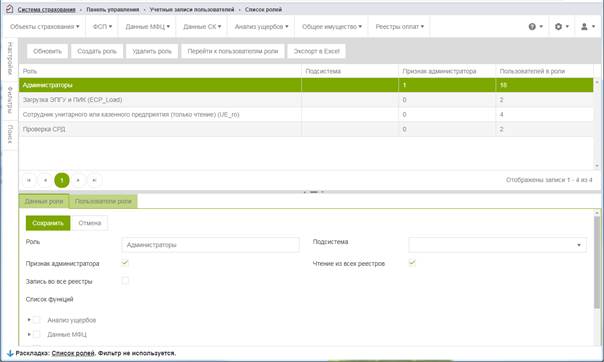 Система страхования • Панель управления • Учетные записи пользователей • Список ролей
Объекты страхования ФСП Данные МФЦ Данные СК Анализ ущербов Общее имущество Реестры оплат
Настройки
Фильтры
Поиск
Обновить Создать роль Удалить роль Перейти к пользователям роли Экспорт в Excel
Роль Подсистема Признак администратора Пользователей в роли
Администраторы 1 10
Загрузка ЭПГУ и ПИК (ECP_Load) 0 2
Сотрудник унитарного или казенного предприятия (только чтение) (UE_ro) 0 4
Проверка СРД 0 2
1 Отображены записи 1 - 4 из 4
Данные роли Пользователи роли
Сохранить Отмена
Роль Администраторы Подсистема
Признак администратора Чтение из всех реестров
Запись во все реестры
Список функций
Анализ ущербов
Данные МФЦ
Раскладка: Список ролей. Фильтр не используется.